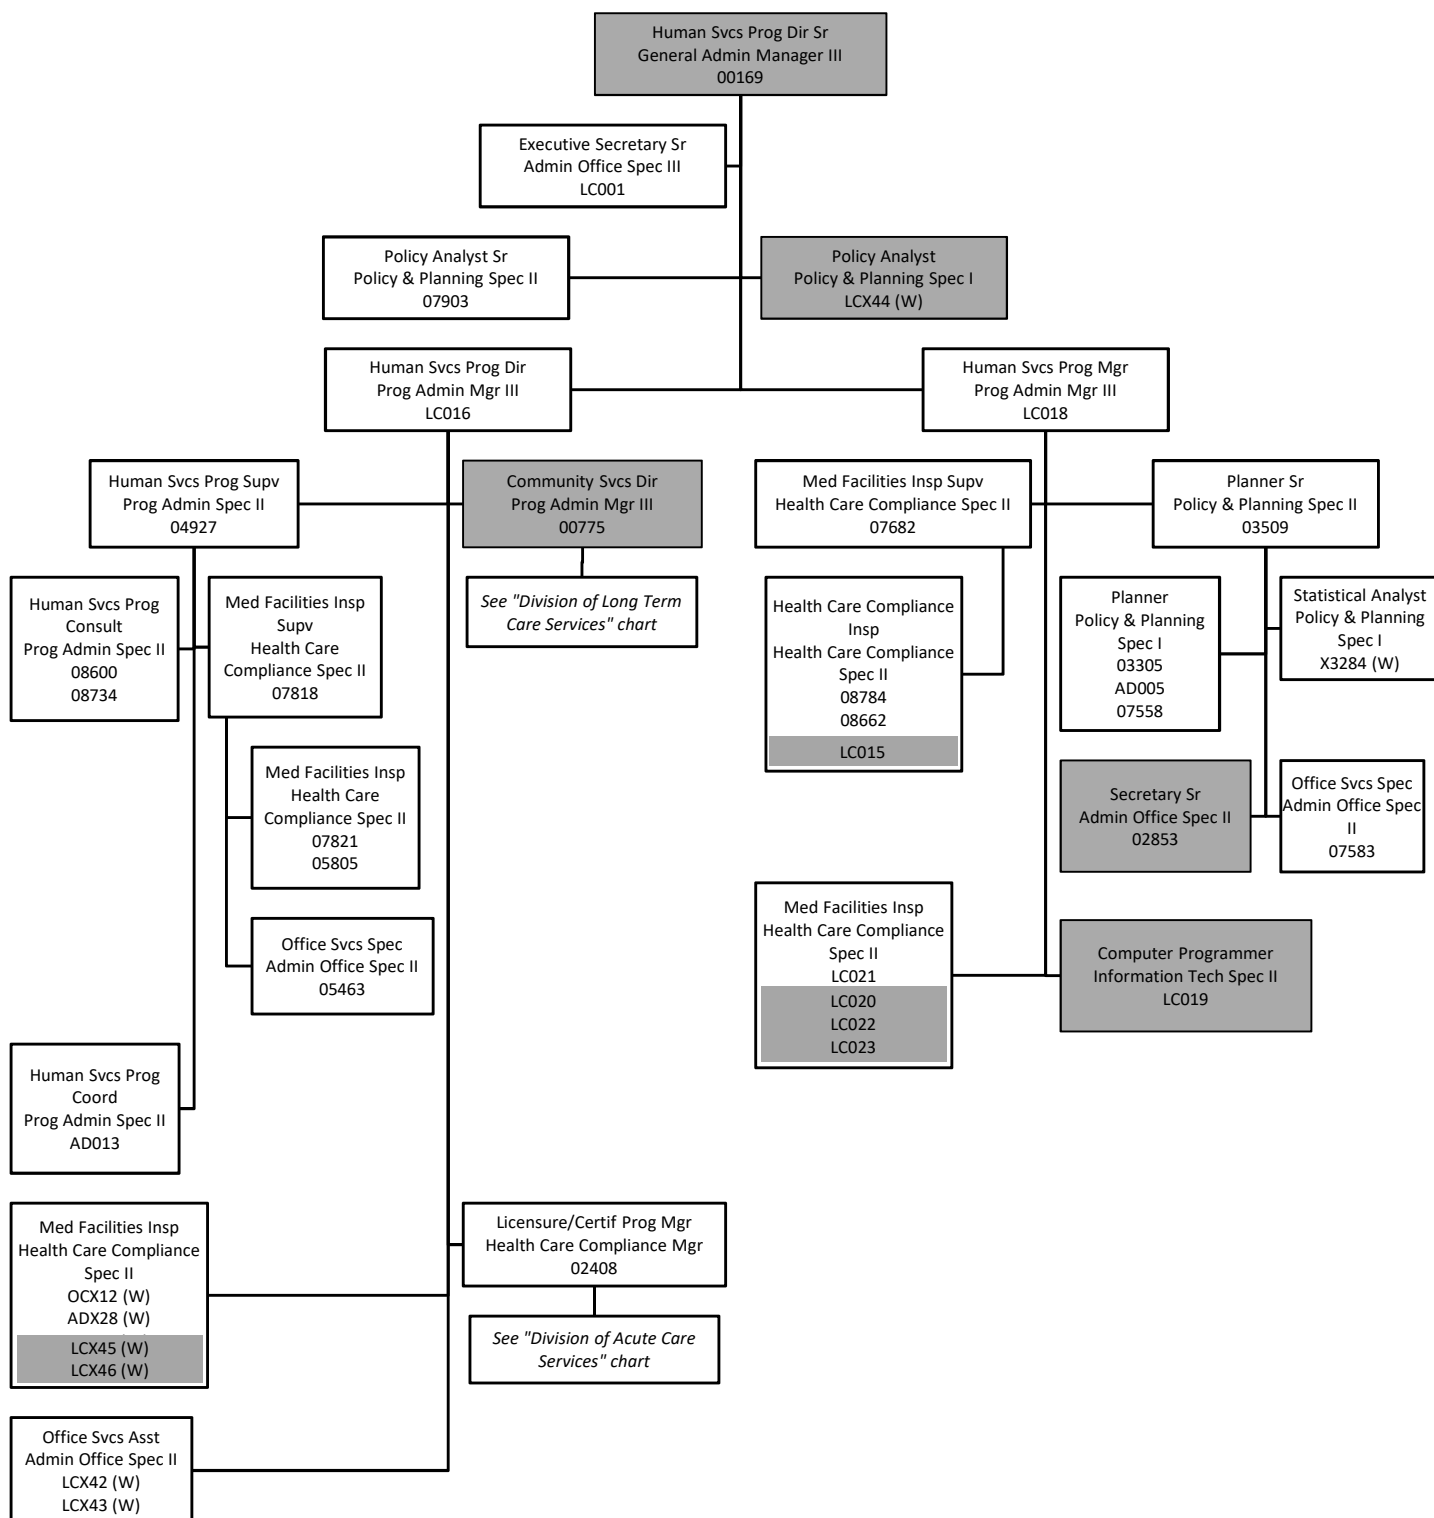 Human Svcs Prog Dir Sr
General Admin Manager III
00169
Executive Secretary Sr
Admin Office Spec III
LC001
Policy Analyst Sr
Policy & Planning Spec II
07903
Policy Analyst
Policy & Planning Spec I
LCX44 (W)
Human Svcs Prog Dir
Prog Admin Mgr III
LC016
Human Svcs Prog Mgr
Prog Admin Mgr III
LC018
Human Svcs Prog Supv
Prog Admin Spec II
04927
Community Svcs Dir
Prog Admin Mgr III
00775
Med Facilities Insp Supv
Health Care Compliance Spec II
07682
Planner Sr
Policy & Planning Spec II
03509
Human Svcs Prog
Consult
Prog Admin Spec II
08600
08734
Med Facilities Insp
Supv
Health Care
Compliance Spec II
07818
See "Division of Long Term
Care Services" chart
Health Care Compliance
Insp
Health Care Compliance
Spec II
08784
08662
LC015
Planner
Policy & Planning
Spec I
03305
AD005
07558
Statistical Analyst
Policy & Planning
Spec I
X3284 (W)
Med Facilities Insp
Health Care
Compliance Spec II
07821
05805
Secretary Sr
Admin Office Spec II
02853
Office Svcs Spec
Admin Office Spec
II
07583
Office Svcs Spec
Admin Office Spec II
05463
Med Facilities Insp
Health Care Compliance
Spec II
LC021
LC020
LC022
LC023
Computer Programmer
Information Tech Spec II
LC019
Human Svcs Prog
Coord
Prog Admin Spec II
AD013
Med Facilities Insp
Health Care Compliance
Spec II
OCX12 (W)
ADX28 (W)
LCX45 (W)
LCX46 (W)
Licensure/Certif Prog Mgr
Health Care Compliance Mgr
02408
See "Division of Acute Care
Services" chart
Office Svcs Asst
Admin Office Spec II
LCX42 (W)
LCX43 (W)